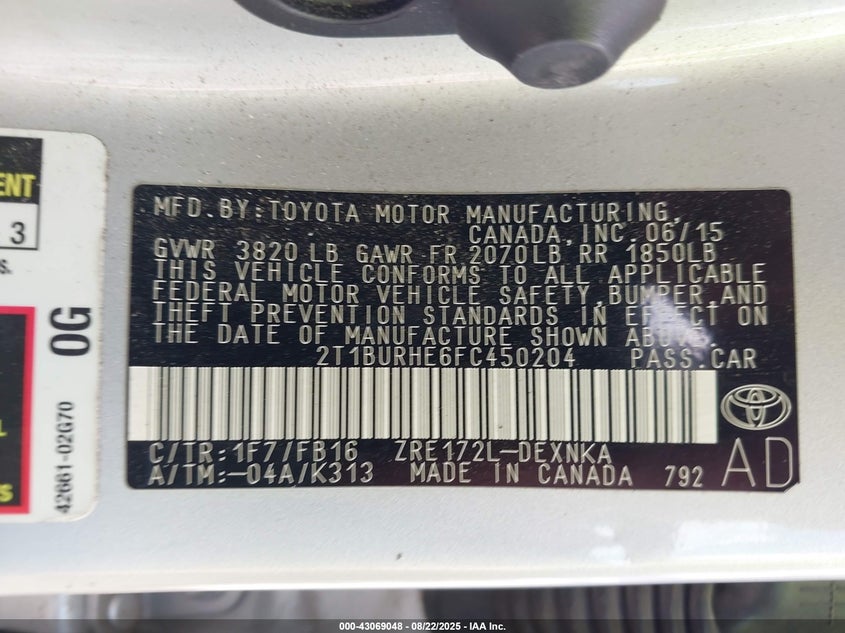 ENT
3
s.
0G
L
s
42661-02G70
MFD.BY:TOYOTA MOTOR MANUFACTURING,
CANADA,INC. 06/15
GVWR 3820 LB GAWR FR 2070LB RR 1850LB
THIS VEHICLE CONFORMS TO ALL APPLICABLE
FEDERAL MOTOR VEHICLE SAFETY,BUMPER,AND
THEFT PREVENTION STANDARDS IN EFFECT ON
THE DATE OF MANUFACTURE SHOWN ABOVE.
2T1BURHE6FC450204 PASS.CAR
C/TR:1F7/FB16 ZRE172L-DEXNKA
A/TM:-04A/K313 MADE IN CANADA 792
AD
000-43069048 - 08/22/2025 - IAA Inc.